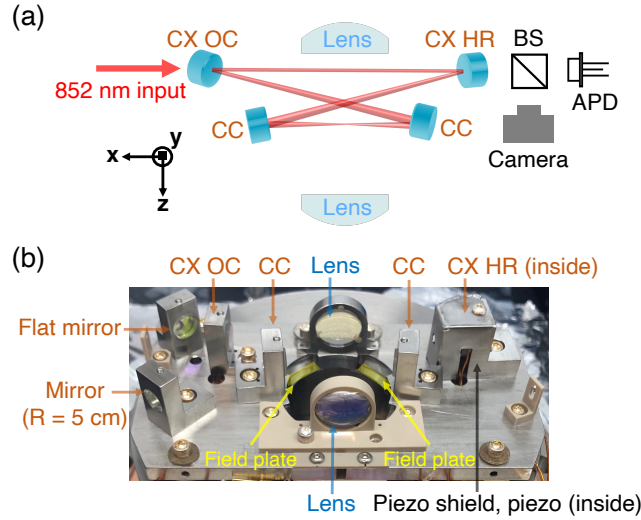 (a)
CX OC
Lens
CX HR
BS
852 nm input
APD
CC
CC
Camera
x
y
z
Lens
(b)
CX OC
CC
Lens
CC
CX HR (inside)
Flat mirror
Mirror
(R = 5 cm)
Field plate
Field plate
Lens
Piezo shield, piezo (inside)